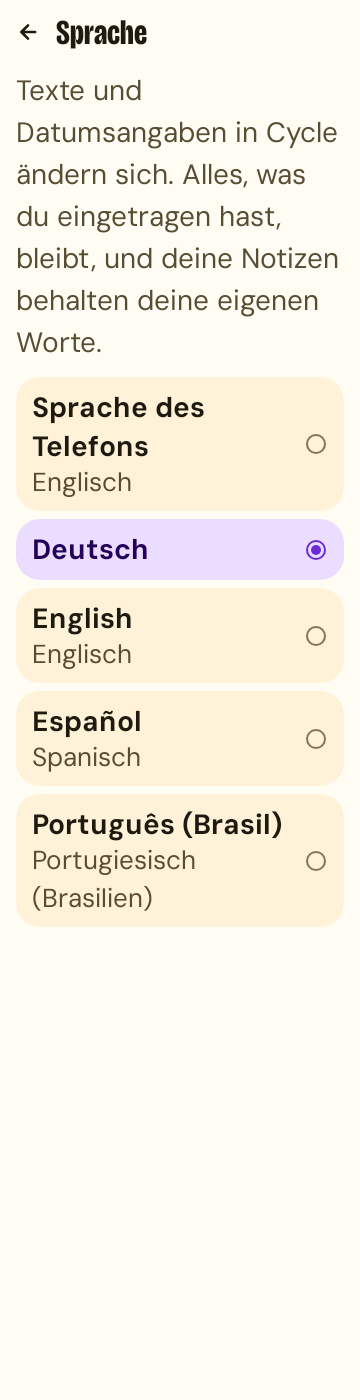 Sprache
Texte und
Datumsangaben in Cycle
ändern sich. Alles, was
du eingetragen hast,
bleibt, und deine Notizen
behalten deine eigenen
Worte.
Sprache des
Telefons
Englisch
Deutsch
English
Englisch
Español
Spanisch
Português (Brasil)
Portugiesisch
(Brasilien)